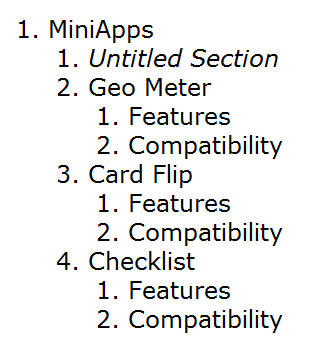 1. MiniApps
1. Untitled Section
2. Geo Meter
1. Features
2. Compatibility
3. Card Flip
1. Features
2. Compatibility
4. Checklist
1. Features
2. Compatibility